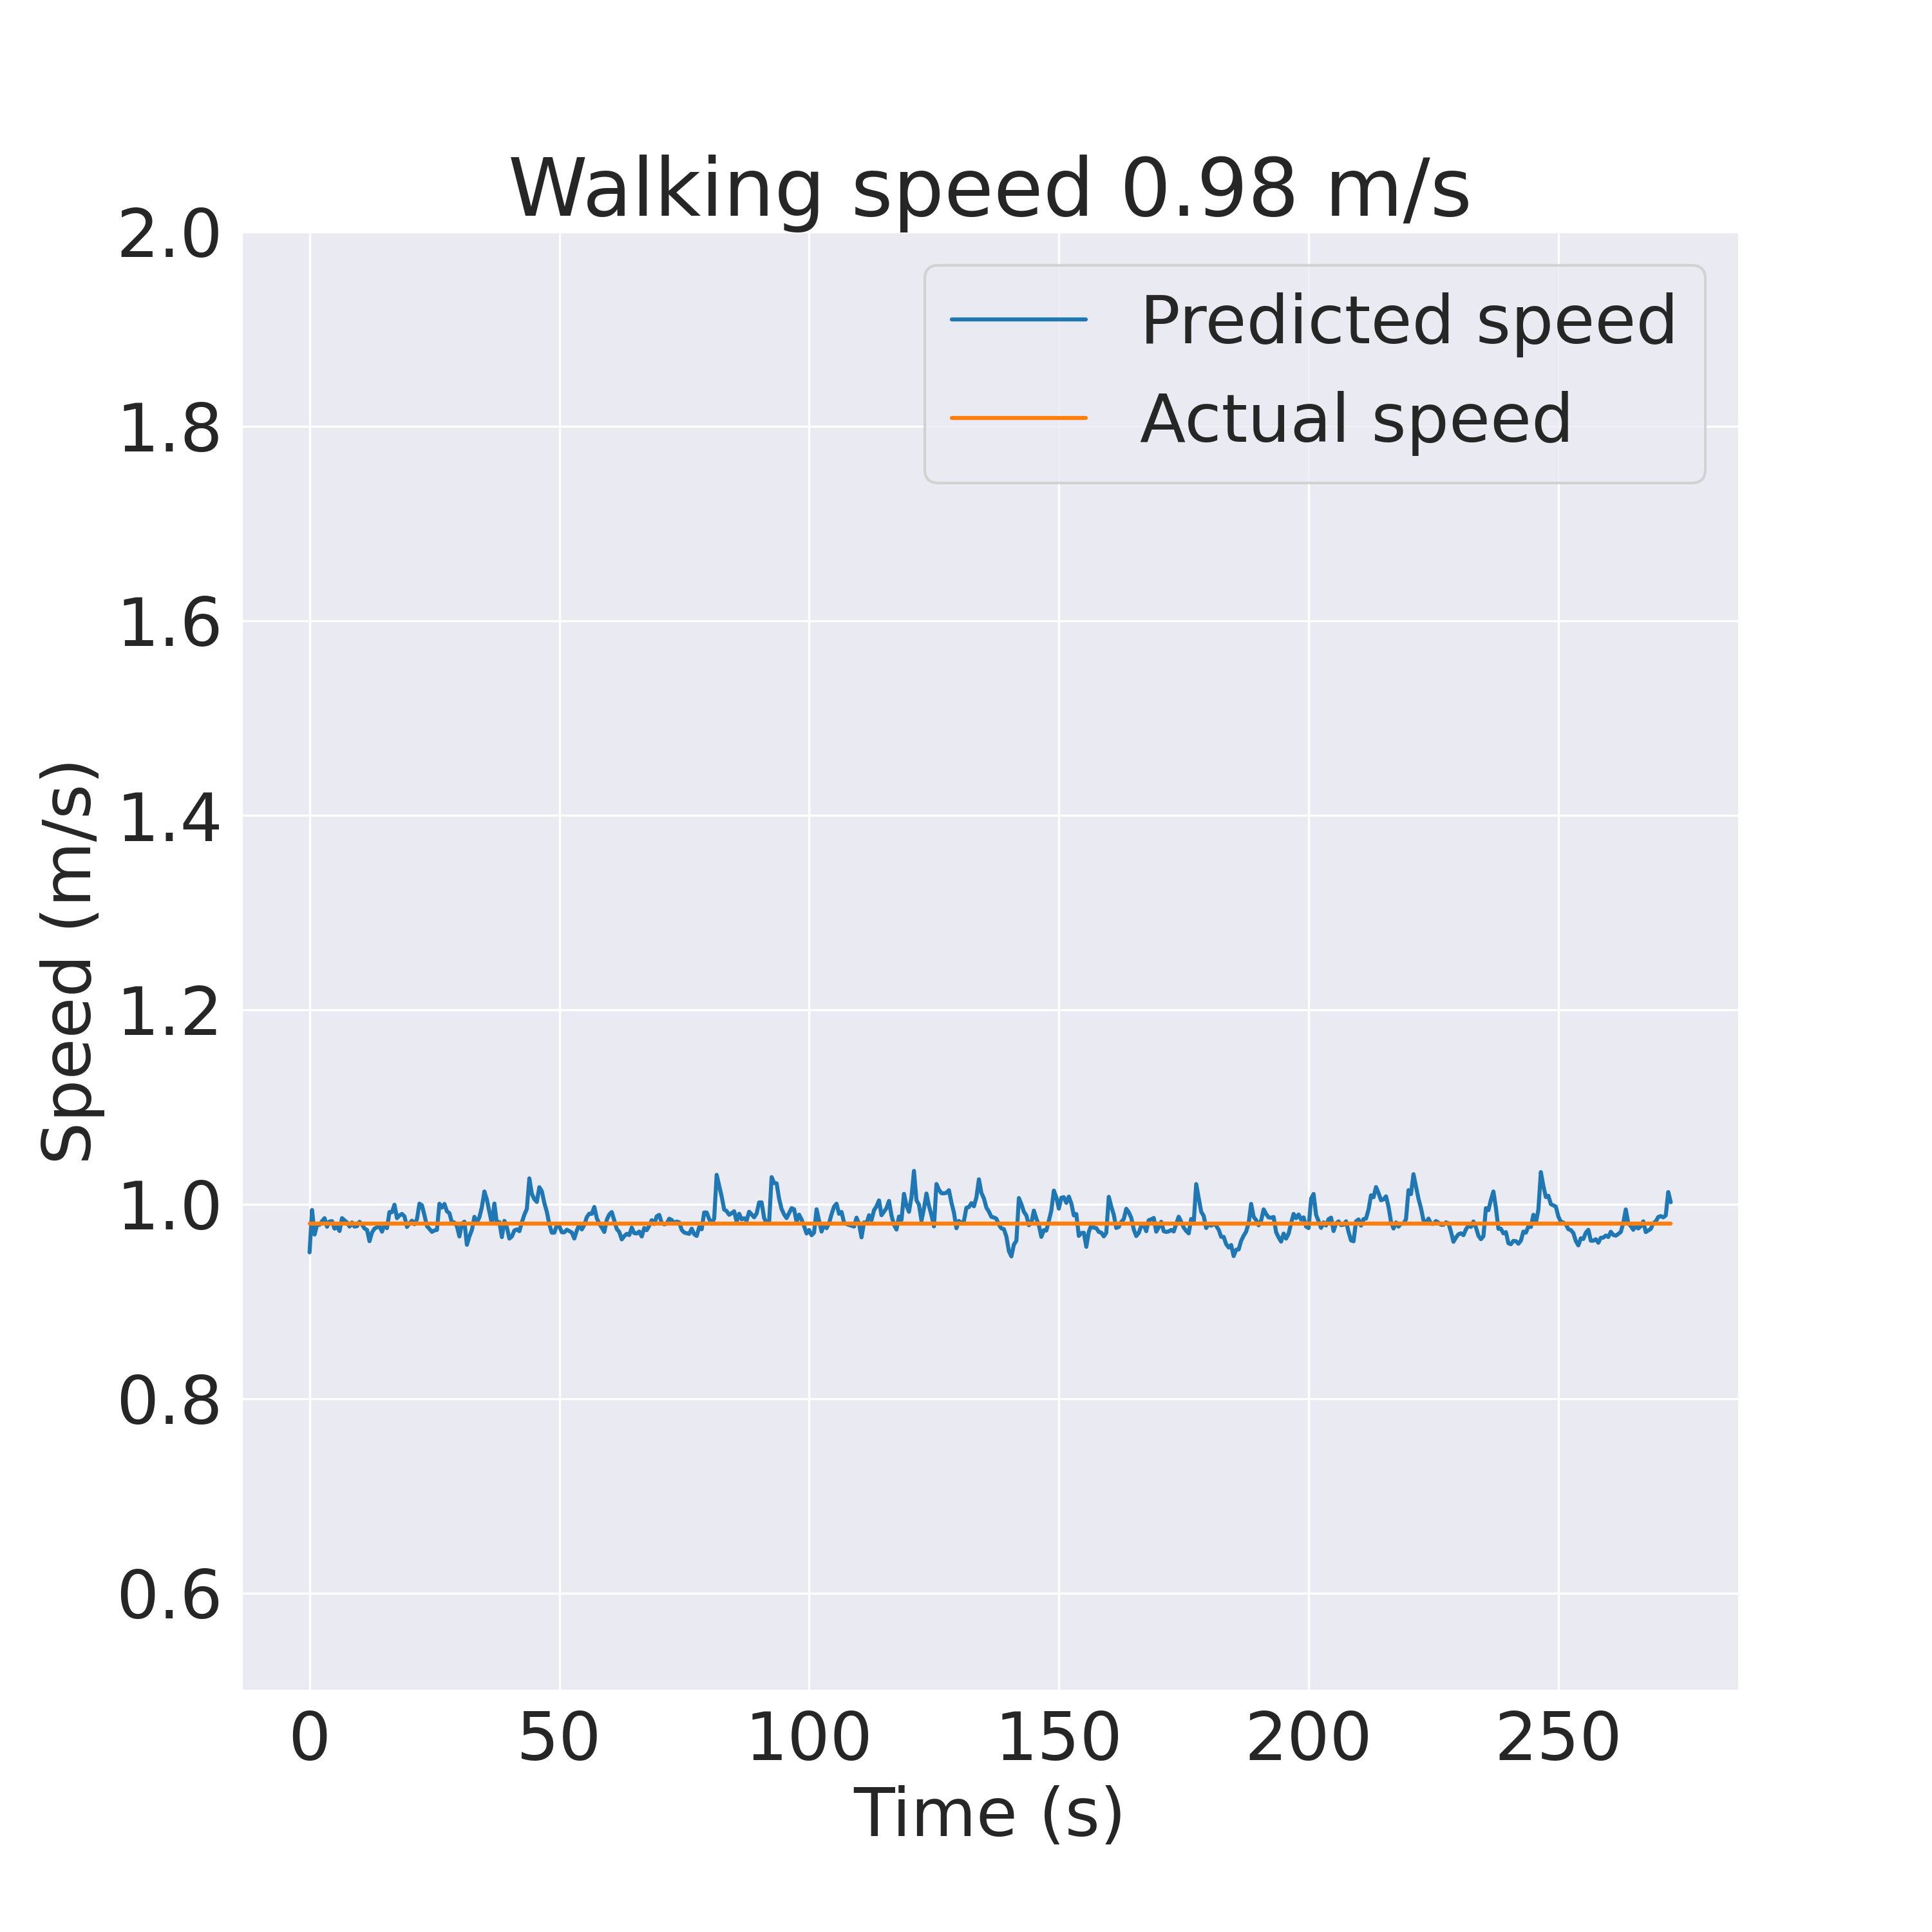 Walking speed 0.98 m/s
Predicted speed
Actual speed
2.0
1.8
1.6
1.4
1.2
1.0
0.8
0.6
Speed (m/s)
0 50 100 150 200 250
Time (s)